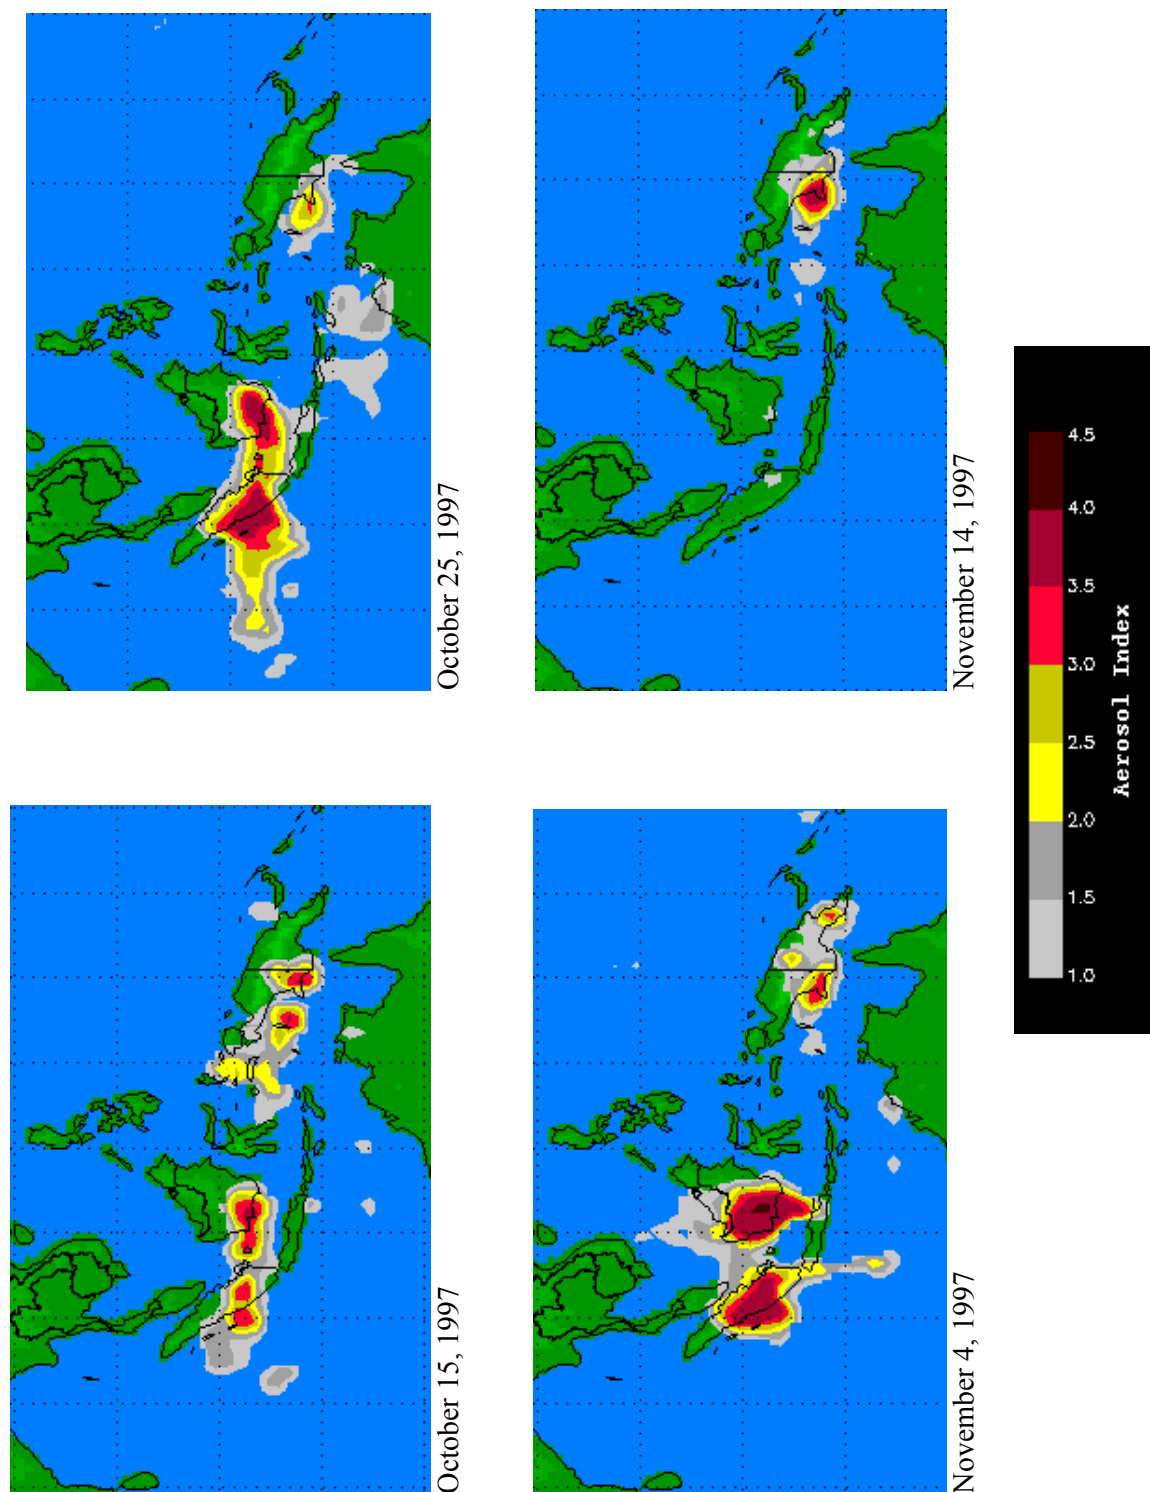 October 15, 1997
October 25, 1997
November 4, 1997
November 14, 1997
1.0 1.5 2.0 2.5 3.0 3.5 4.0 4.5
Aerosol Index